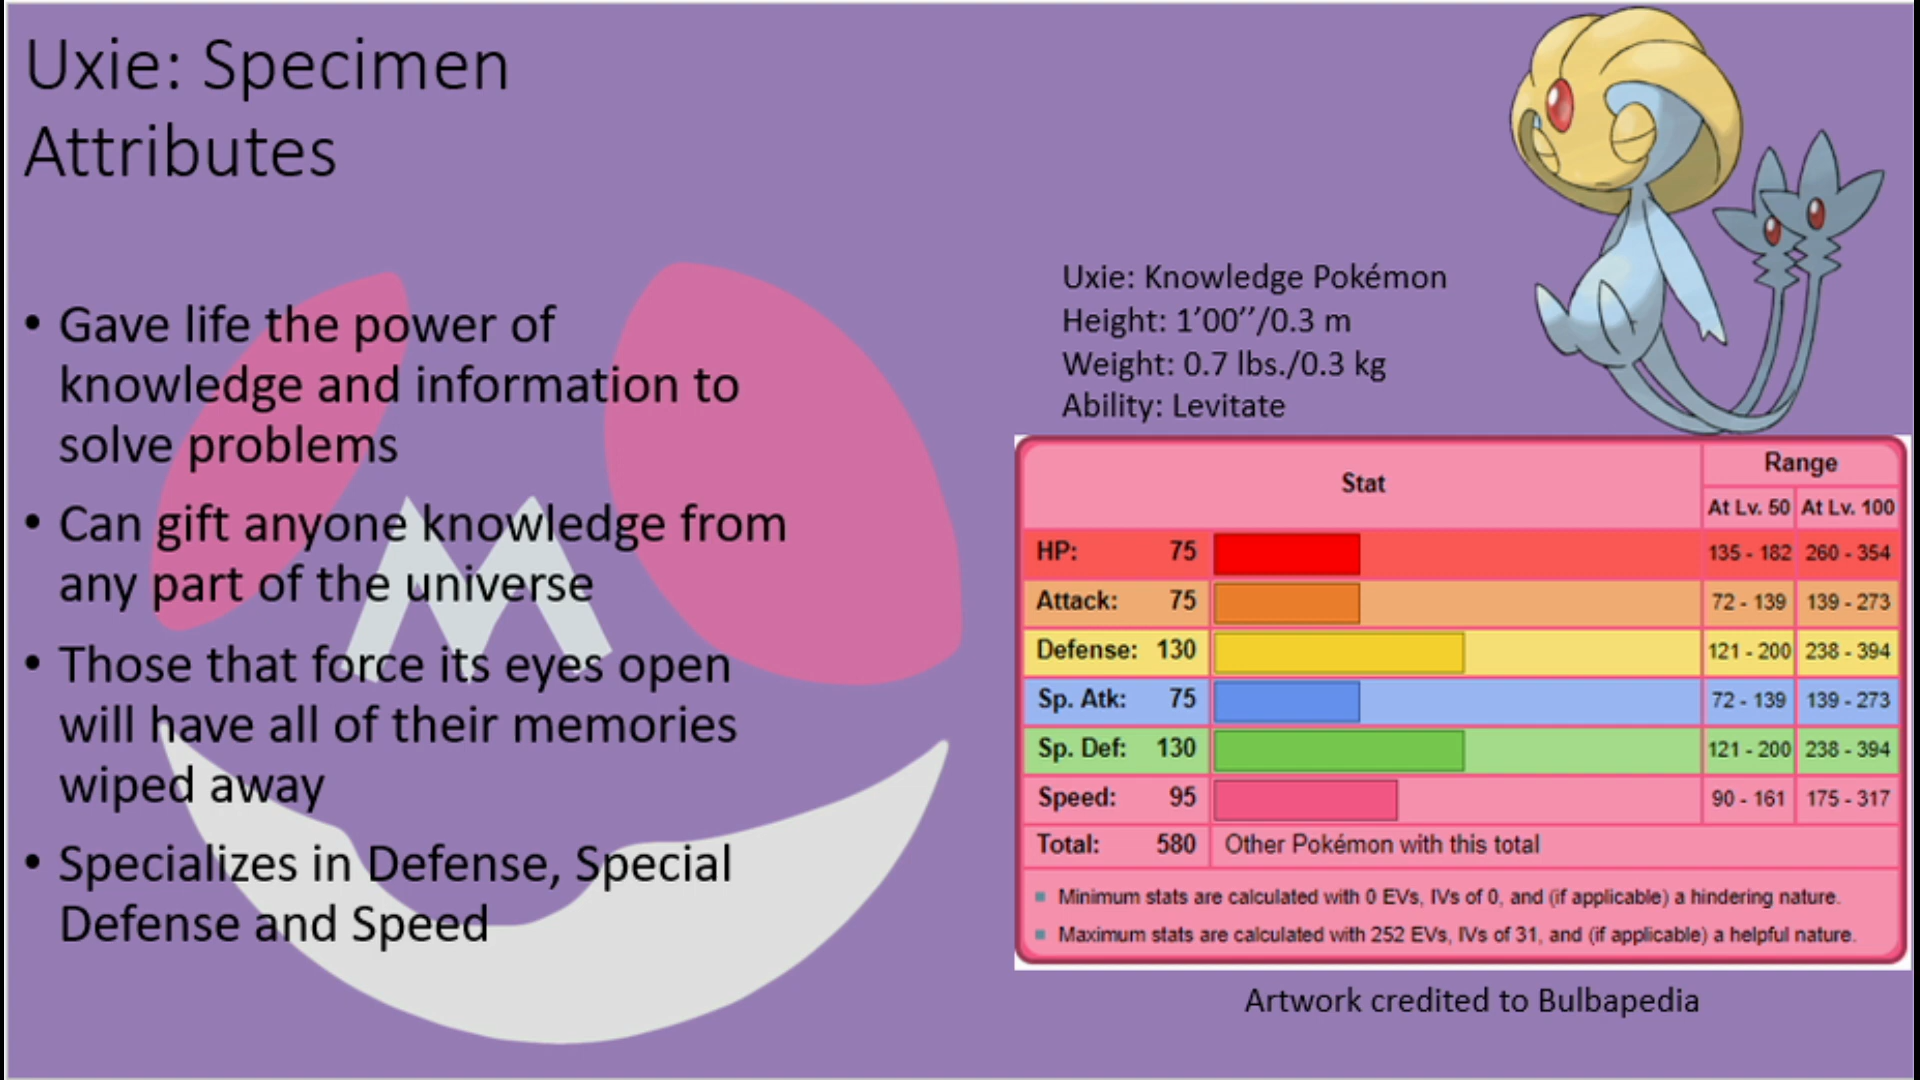 Uxie: Specimen
Attributes
• Gave life the power of
knowledge and information to
solve problems
• Can gift anyone knowledge from
any part of the universe
• Those that force its eyes open
will have all of their memories
wiped away
• Specializes in Defense, Special
Defense and Speed
M
Uxie: Knowledge Pokémon
Height: 1’00’’/0.3 m
Weight: 0.7 lbs./0.3 kg
Ability: Levitate
Stat Range
At Lv. 50 At Lv. 100
HP: 75 135 - 182 260 - 354
Attack: 75 72 - 139 139 - 273
Defense: 130 121 - 200 238 - 394
Sp. Atk: 75 72 - 139 139 - 273
Sp. Def: 130 121 - 200 238 - 394
Speed: 95 90 - 161 175 - 317
Total: 580 Other Pokémon with this total
Minimum stats are calculated with 0 EVs, IVs of 0, and (if applicable) a hindering nature.
Maximum stats are calculated with 252 EVs, IVs of 31, and (if applicable) a helpful nature.
Artwork credited to Bulbapedia